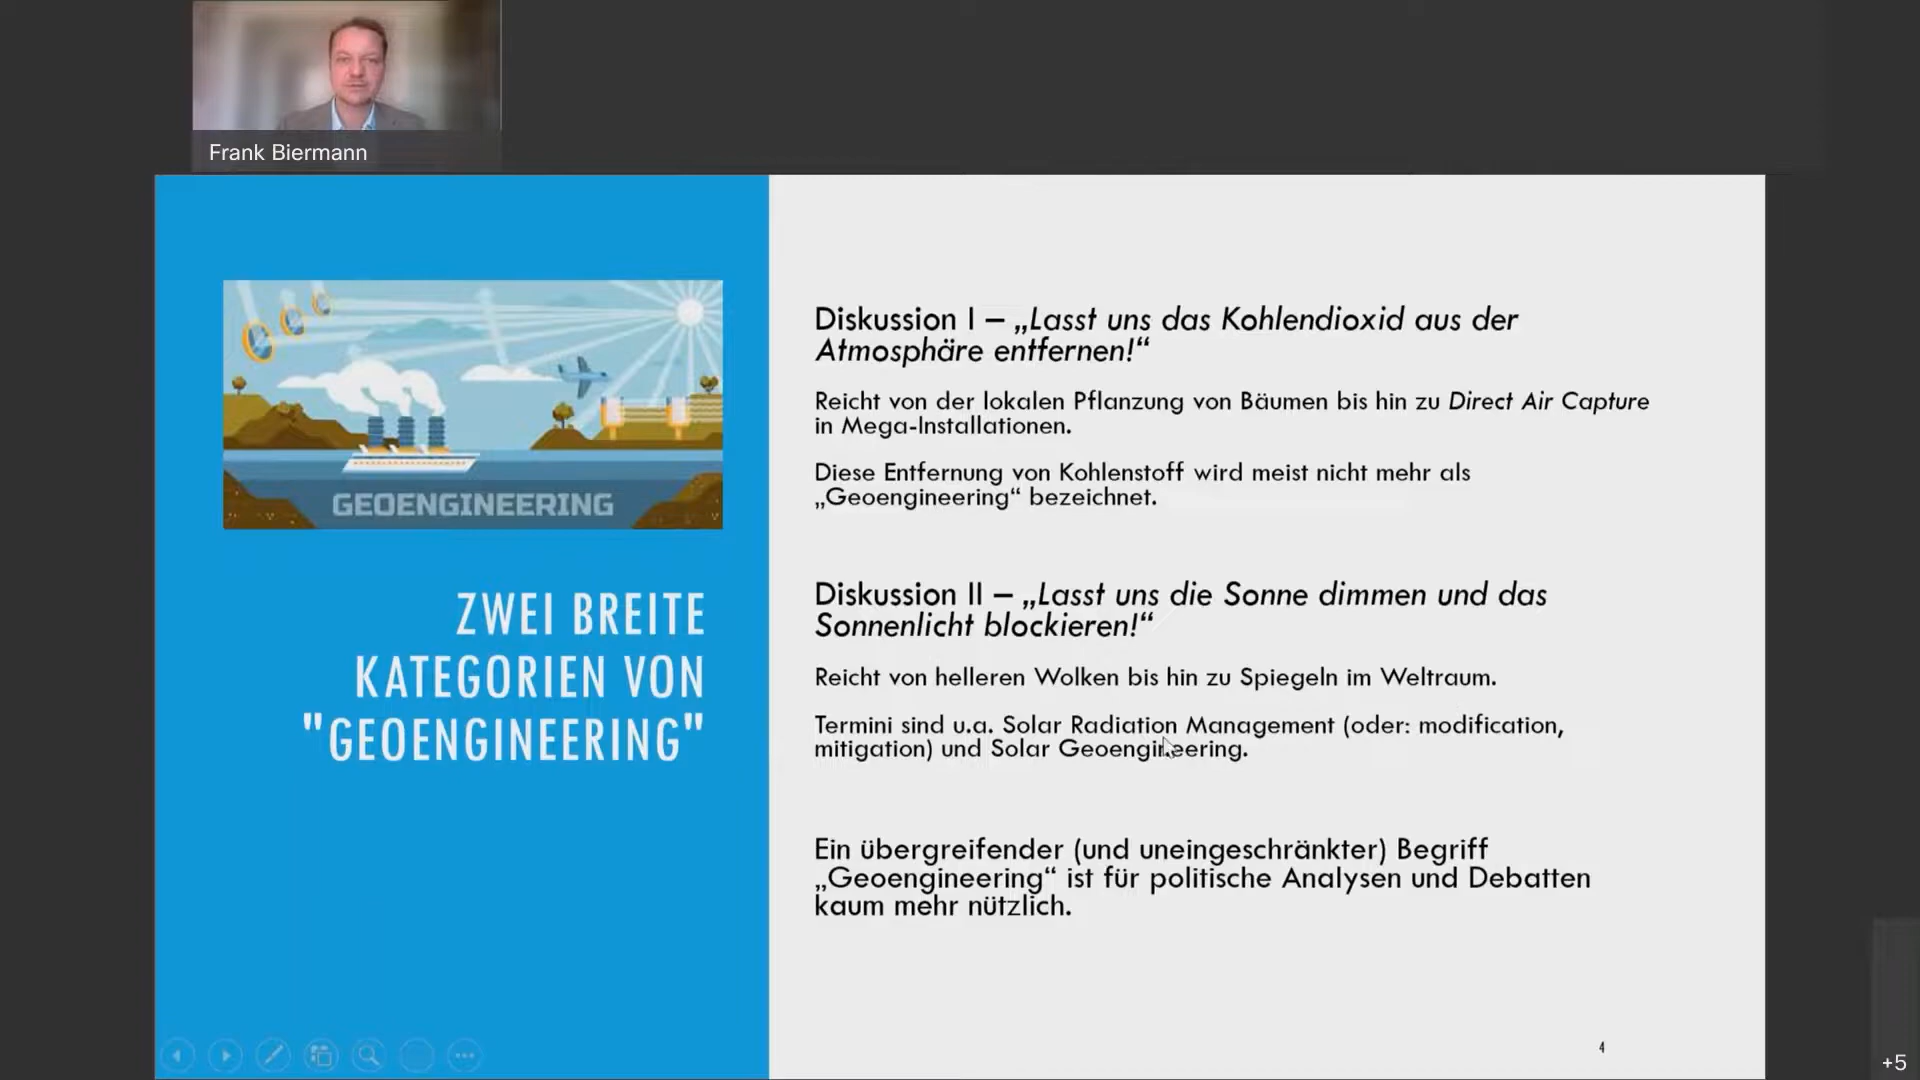 Frank Biermann
GEOENGINEERING
ZWEI BREITE
KATEGORIEN VON
"GEOENGINEERING"
Diskussion I – „Lasst uns das Kohlendioxid aus der
Atmosphäre entfernen!“
Reicht von der lokalen Pflanzung von Bäumen bis hin zu Direct Air Capture
in Mega-Installationen.
Diese Entfernung von Kohlenstoff wird meist nicht mehr als
„Geoengineering“ bezeichnet.
Diskussion II – „Lasst uns die Sonne dimmen und das
Sonnenlicht blockieren!“
Reicht von helleren Wolken bis hin zu Spiegeln im Weltraum.
Termini sind u.a. Solar Radiation Management (oder: modification,
mitigation) und Solar Geoengineering.
Ein übergreifender (und uneingeschränkter) Begriff
„Geoengineering“ ist für politische Analysen und Debatten
kaum mehr nützlich.
4
+5